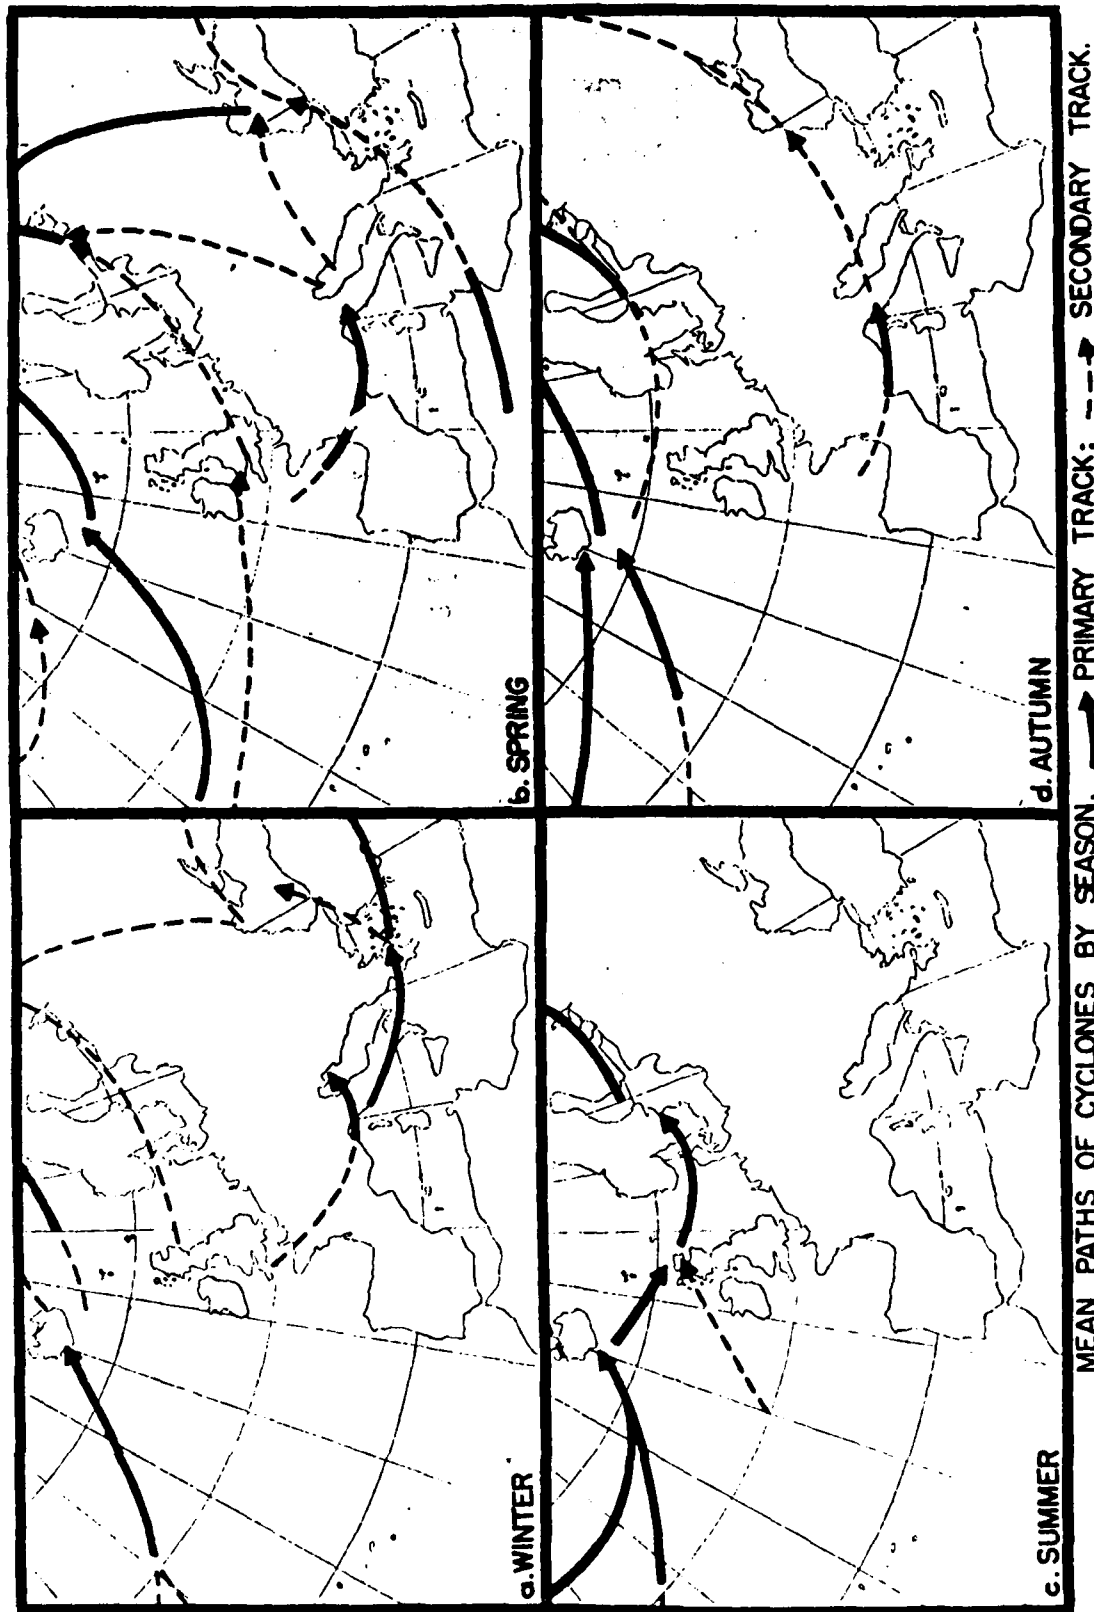 a. WINTER
b. SPRING
c. SUMMER
d. AUTUMN
MEAN PATHS OF CYCLONES BY SEASON. PRIMARY TRACK; SECONDARY TRACK.